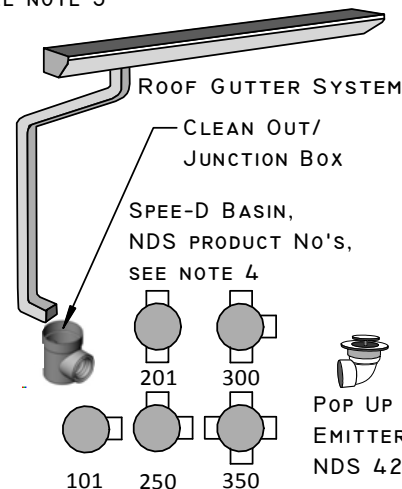 NOTE 3
ROOF GUTTER SYSTEM
CLEAN OUT/
JUNCTION BOX
SPEE-D BASIN,
NDS PRODUCT NO'S,
SEE NOTE 4
201 300
POP UP
EMITTER
NDS 42
101 250 350